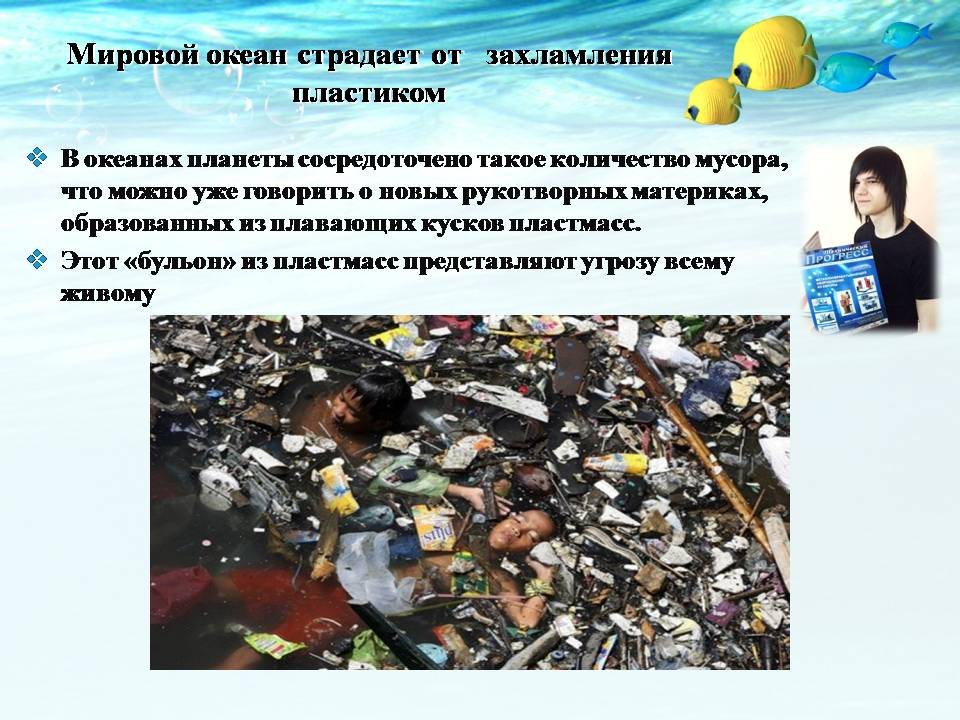 Мировой океан страдает от захламления
пластиком
В океанах планеты сосредоточено такое количество мусора,
что можно уже говорить о новых рукотворных материках,
образованных из плавающих кусков пластмасс.
Этот «бульон» из пластмасс представляют угрозу всему
живому
ПРОГРЕСС
plus